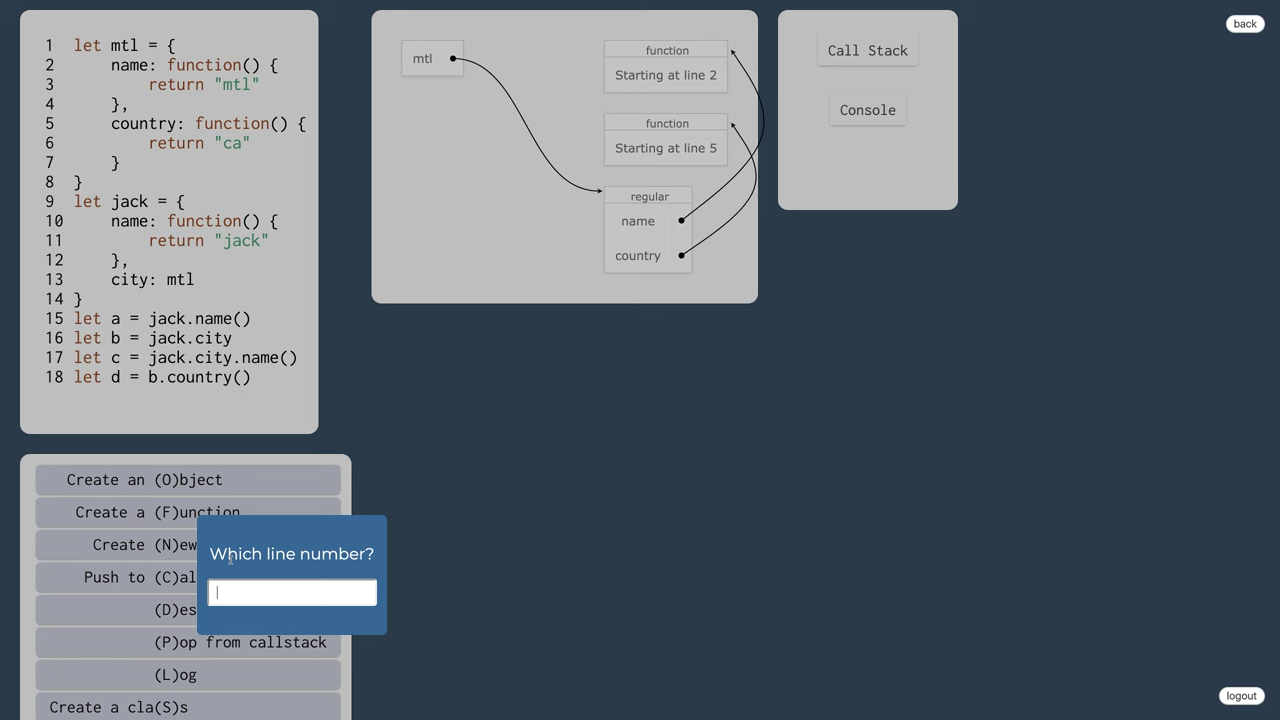 1 let mtl = {
2 name: function() {
3 return "mtl"
4 },
5 country: function() {
6 return "ca"
7 }
8 }
9 let jack = {
10 name: function() {
11 return "jack"
12 },
13 city: mtl
14 }
15 let a = jack.name()
16 let b = jack.city
17 let c = jack.city.name()
18 let d = b.country()
mtl
function
Starting at line 2
function
Starting at line 5
regular
name
country
Call Stack
Console
back
Create an (O)bject
Create a (F)unction
Create (N)ew
Push to (C)al
(D)es
(P)op from callstack
(L)og
Create a cla(S)s
Which line number?
logout